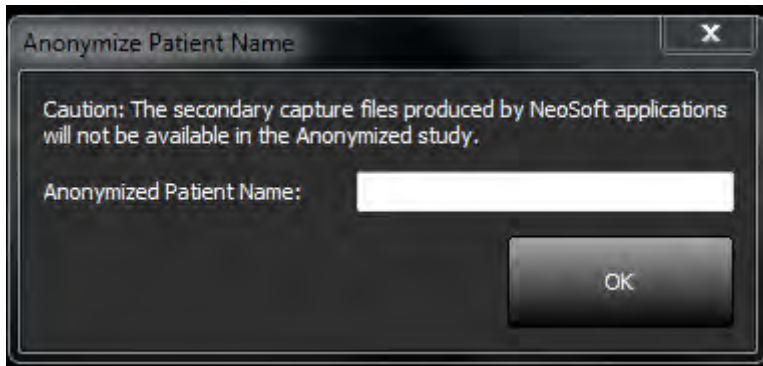 Anonymize Patient Name
X
Caution: The secondary capture files produced by NeoSoft applications
will not be available in the Anonymized study.
Anonymized Patient Name:
OK